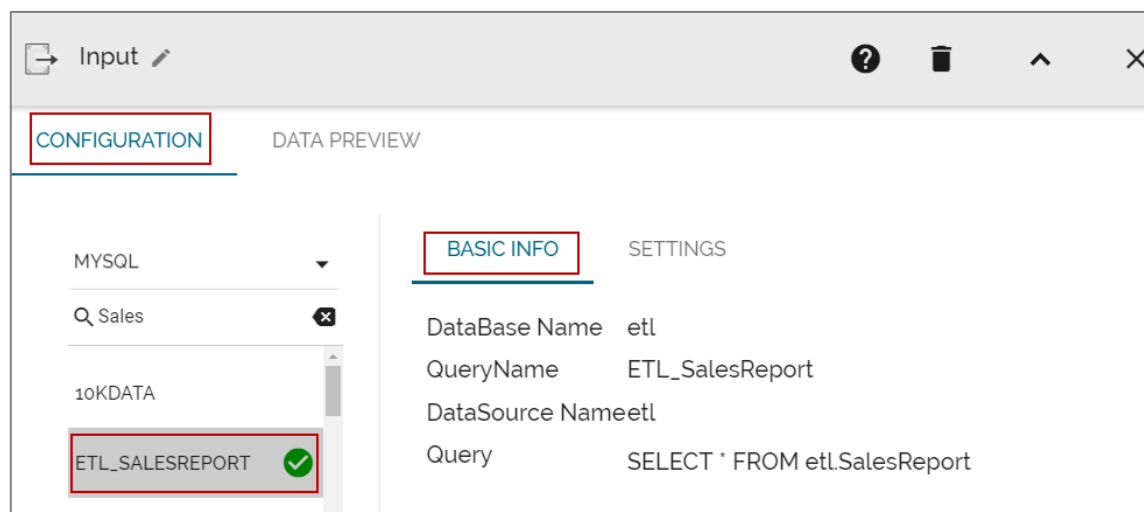 Input
CONFIGURATION DATA PREVIEW
MYSQL
Sales
10KDATA
ETL_SALESREPORT
BASIC INFO SETTINGS
DataBase Name etl
QueryName ETL_SalesReport
DataSource Nameetl
Query SELECT * FROM etl.SalesReport